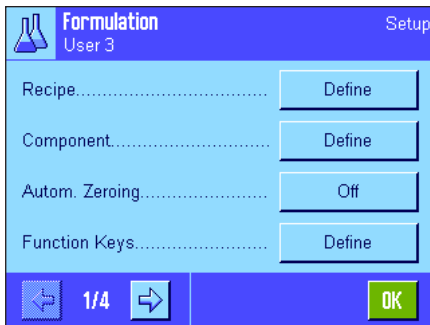 Formulation
Setup
User 3
Recipe.................................... Define
Component............................ Define
Autom. Zeroing....................... Off
Function Keys........................ Define
1/4
OK